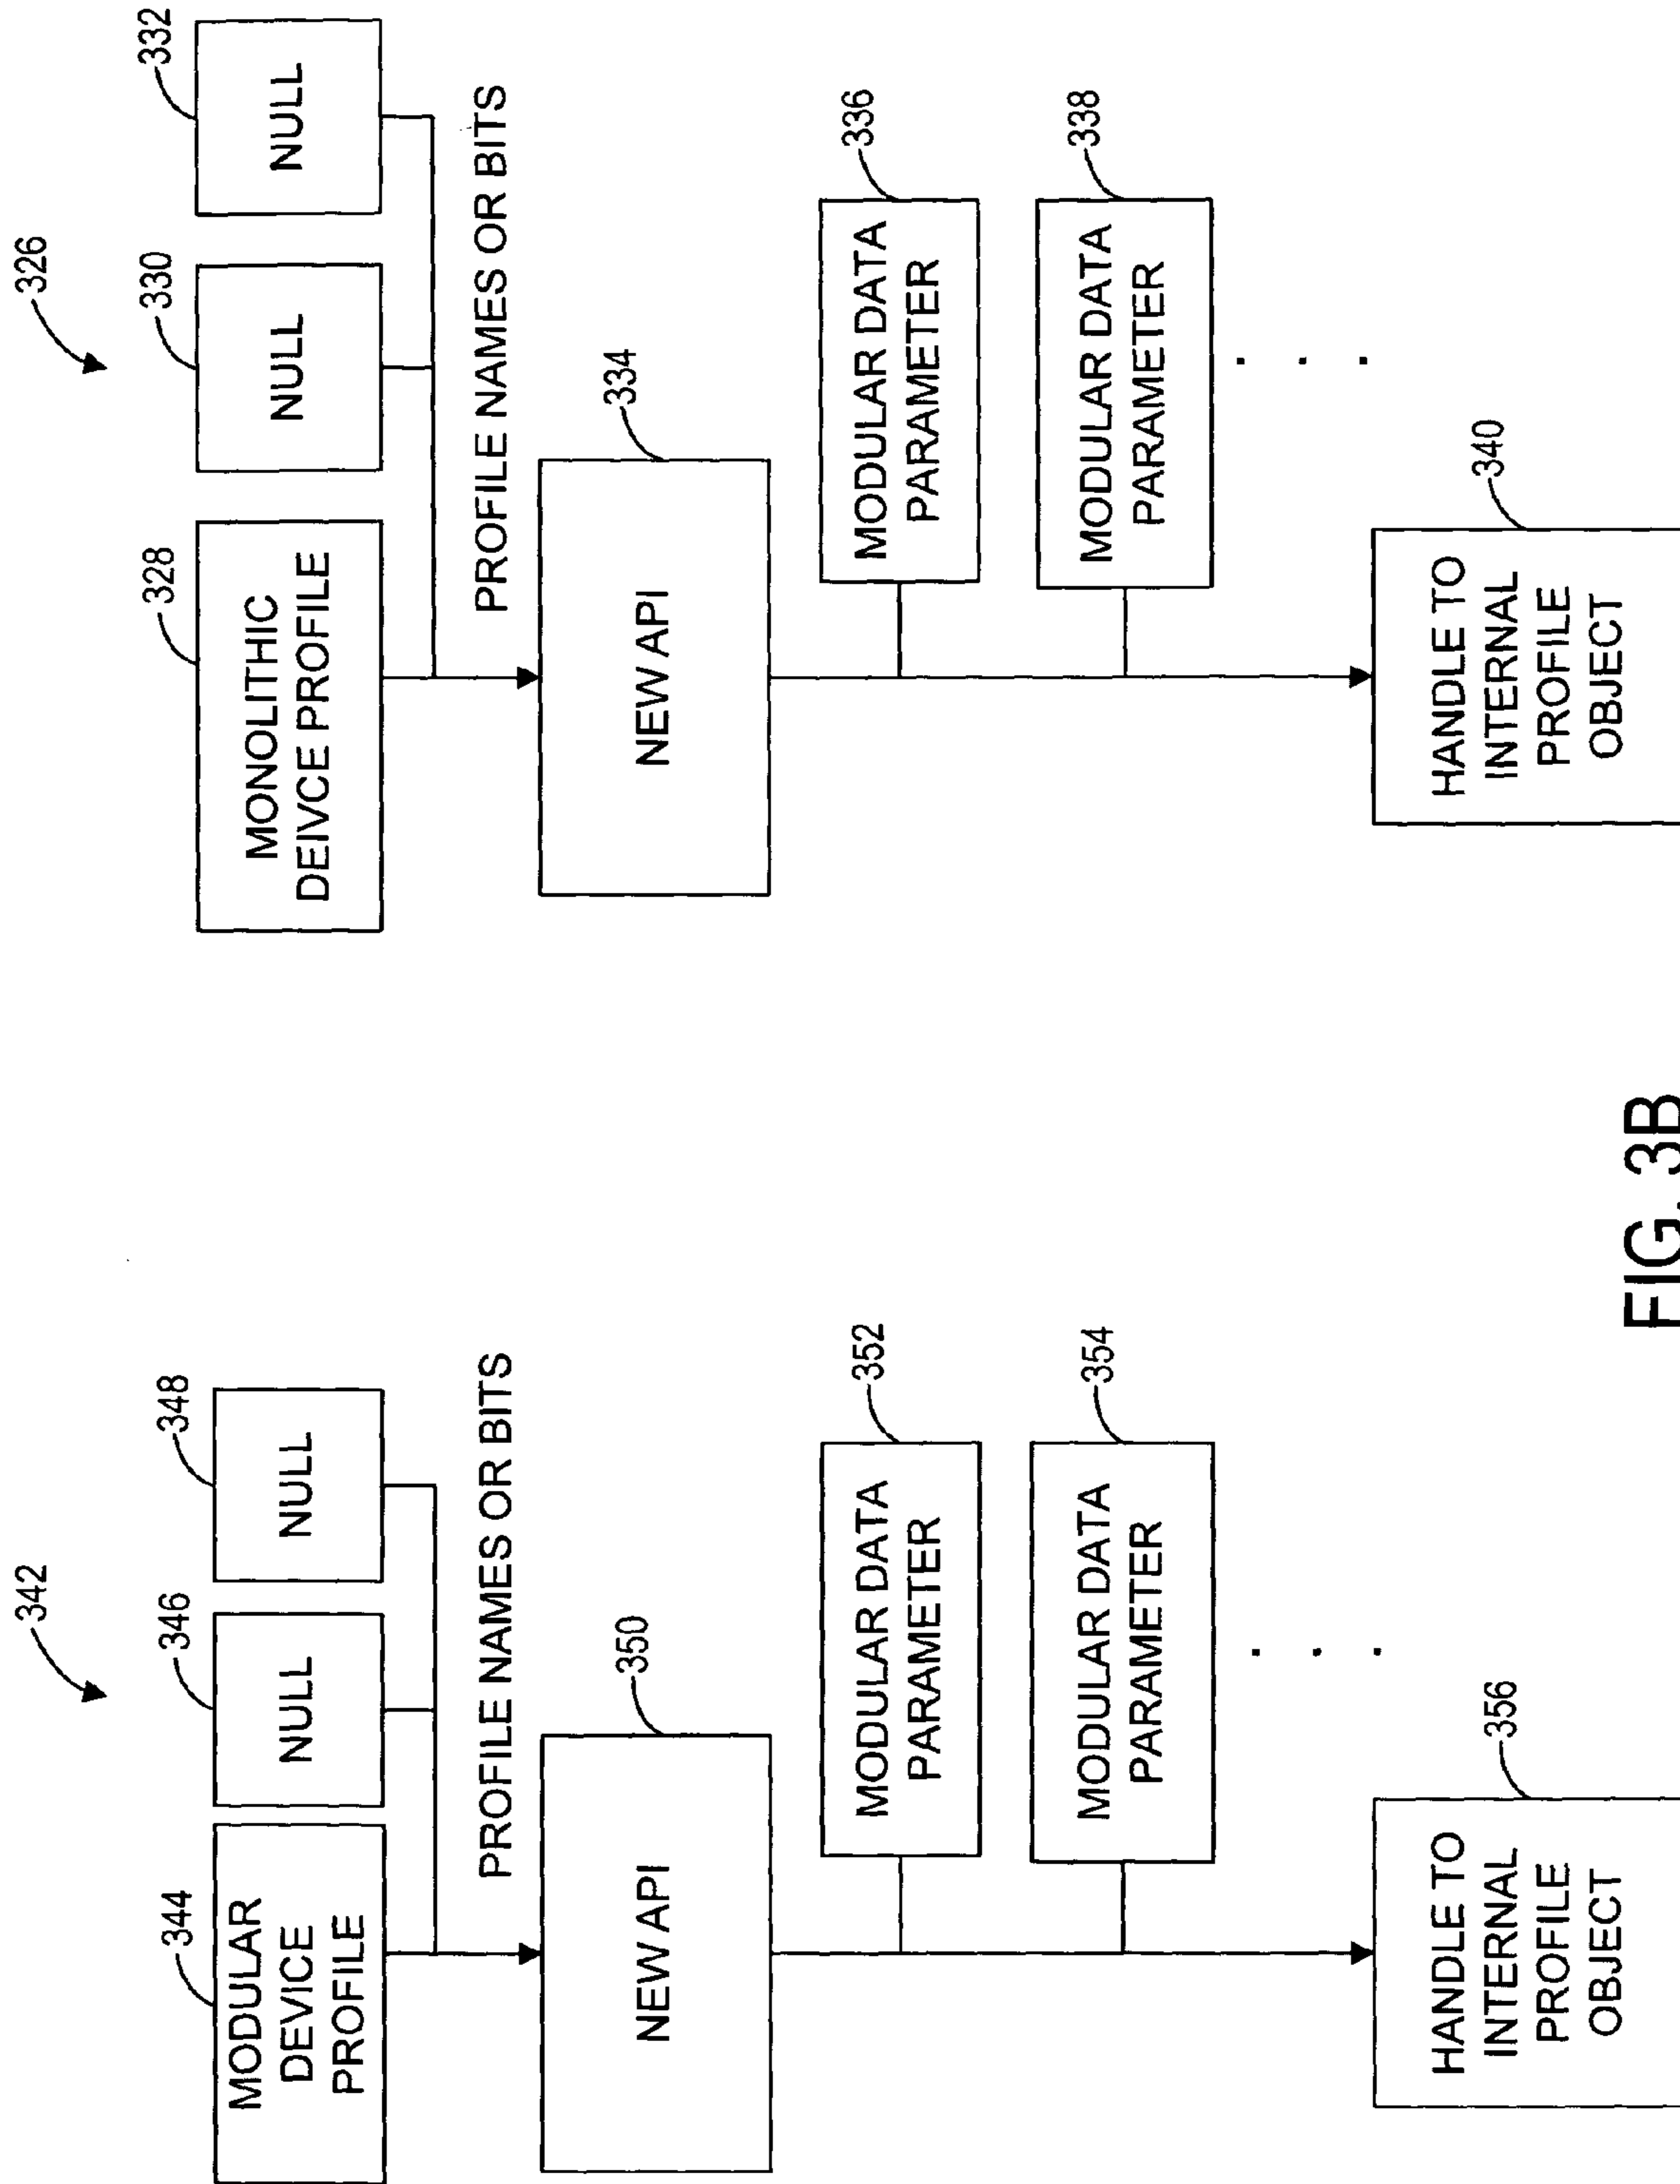 342
344
MODULAR
DEVICE
PROFILE
346
NULL
348
NULL
PROFILE NAMES OR BITS
350
NEW API
352
MODULAR DATA
PARAMETER
354
MODULAR DATA
PARAMETER
. . .
356
HANDLE TO
INTERNAL
PROFILE
OBJECT
326
328
MONOLITHIC
DEIVCE PROFILE
330
NULL
332
NULL
PROFILE NAMES OR BITS
334
NEW API
336
MODULAR DATA
PARAMETER
338
MODULAR DATA
PARAMETER
. . .
340
HANDLE TO
INTERNAL
PROFILE
OBJECT
FIG. 3B